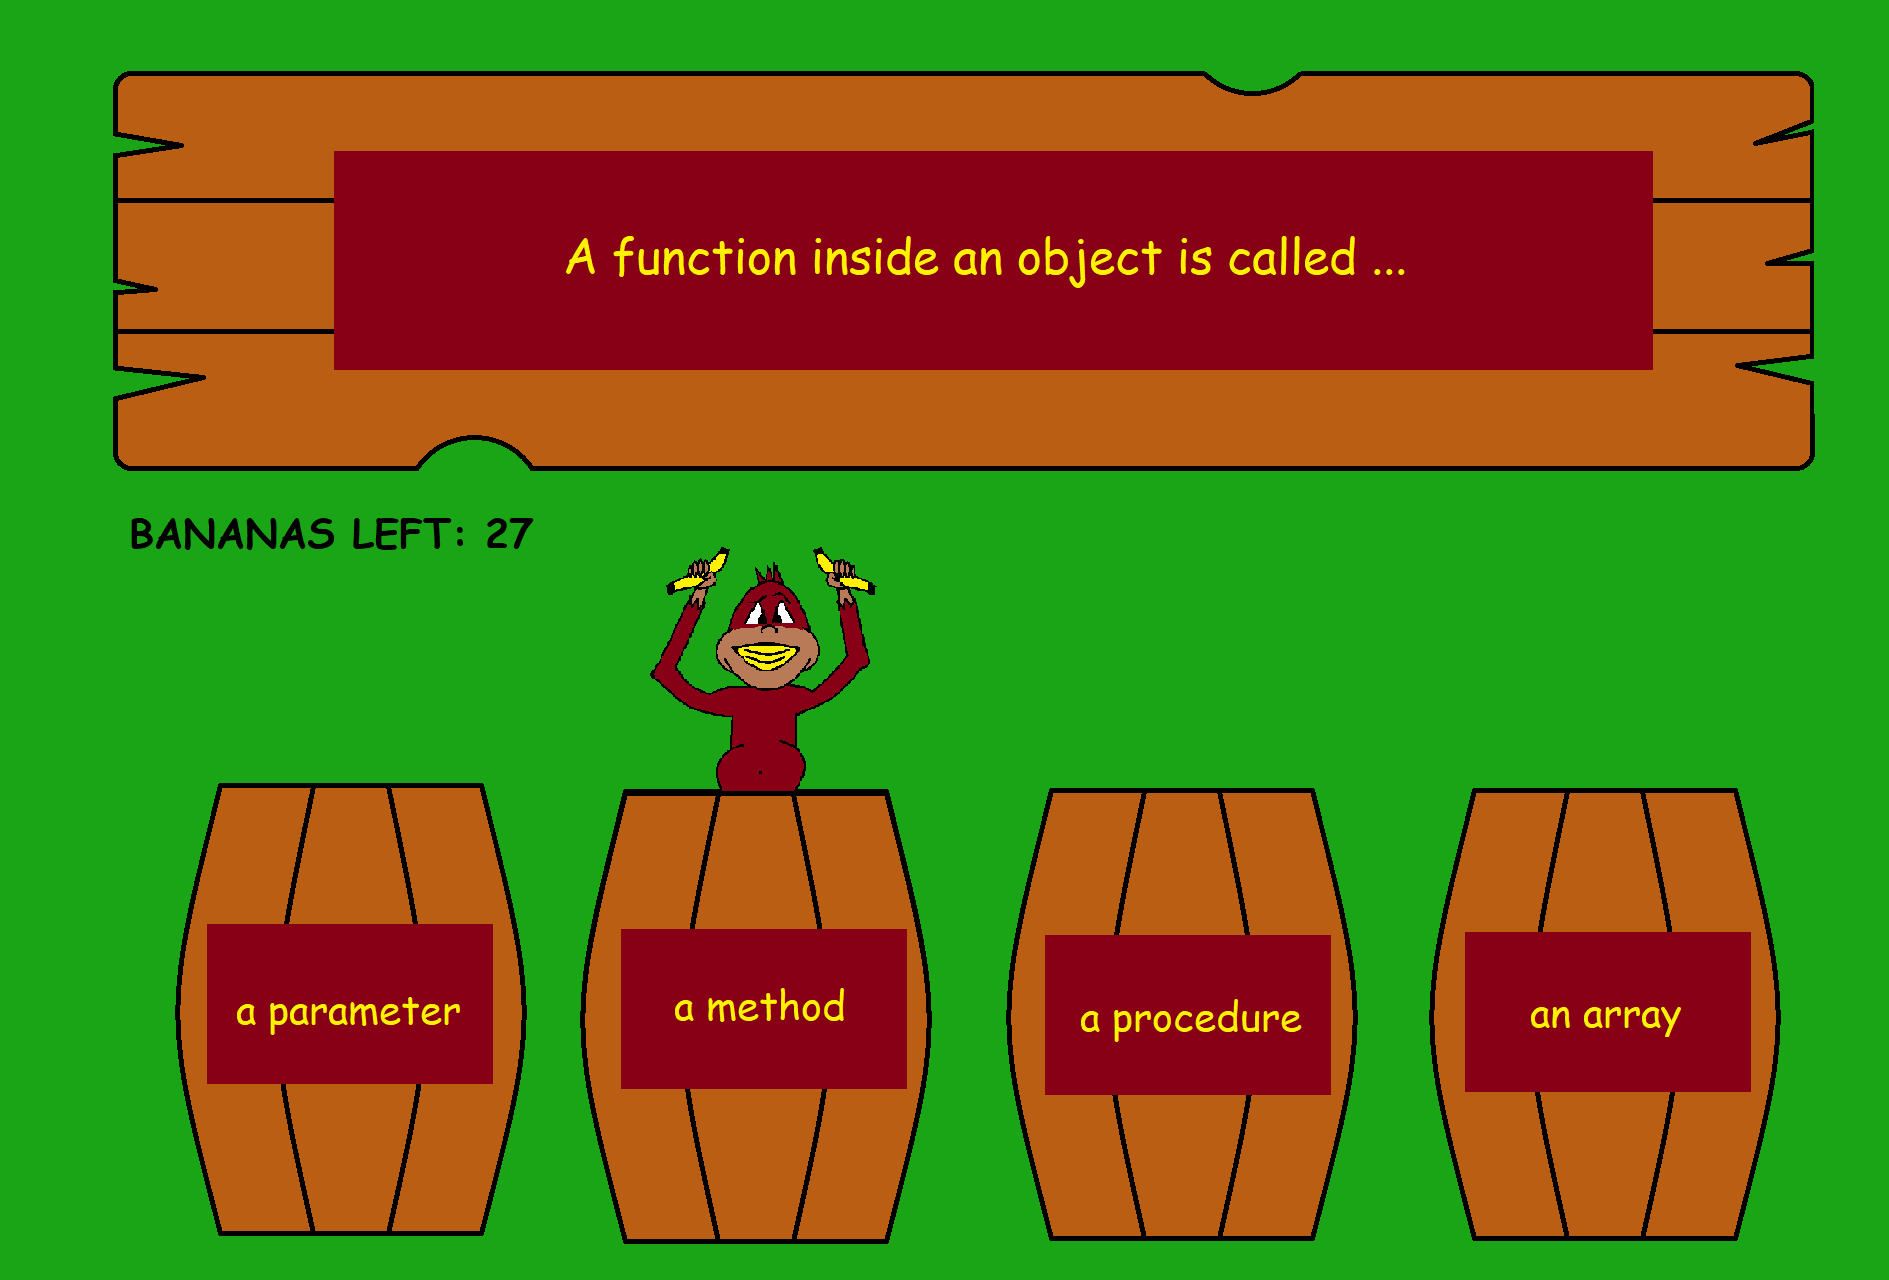 A function inside an object is called ...
BANANAS LEFT: 27
a parameter
a method
a procedure
an array